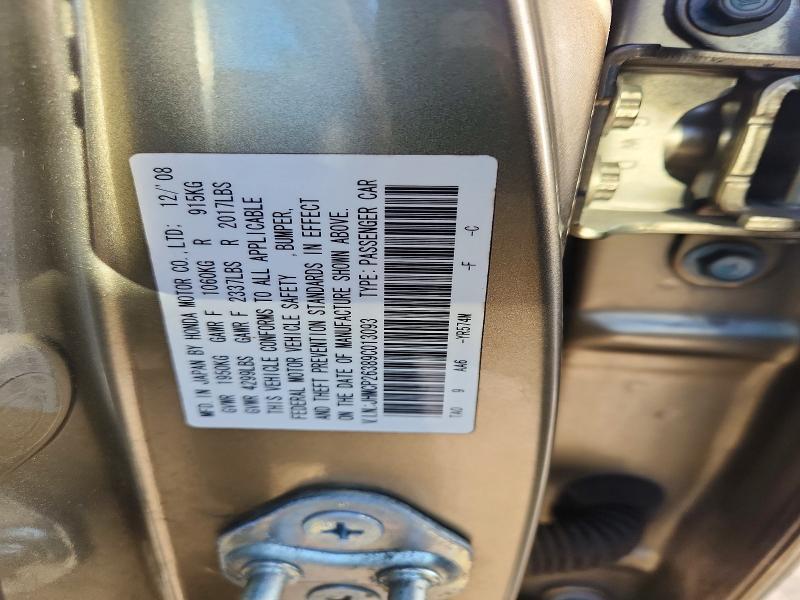 MFD. IN JAPAN BY HONDA MOTOR CO., LTD: 12/'08
GVWR 1950KG GAWR F 1060KG R 915KG
GVWR 4299LBS GAWR F 2337LBS R 2017LBS
THIS VEHICLE CONFORMS TO ALL APPLICABLE
FEDERAL MOTOR VEHICLE SAFETY , BUMPER,
AND THEFT PREVENTION STANDARDS IN EFFECT
ON THE DATE OF MANUFACTURE SHOWN ABOVE.
V.I.N:JHMCP26389C013093 TYPE: PASSENGER CAR
TA0 9 AA6 -YR574M -F -C